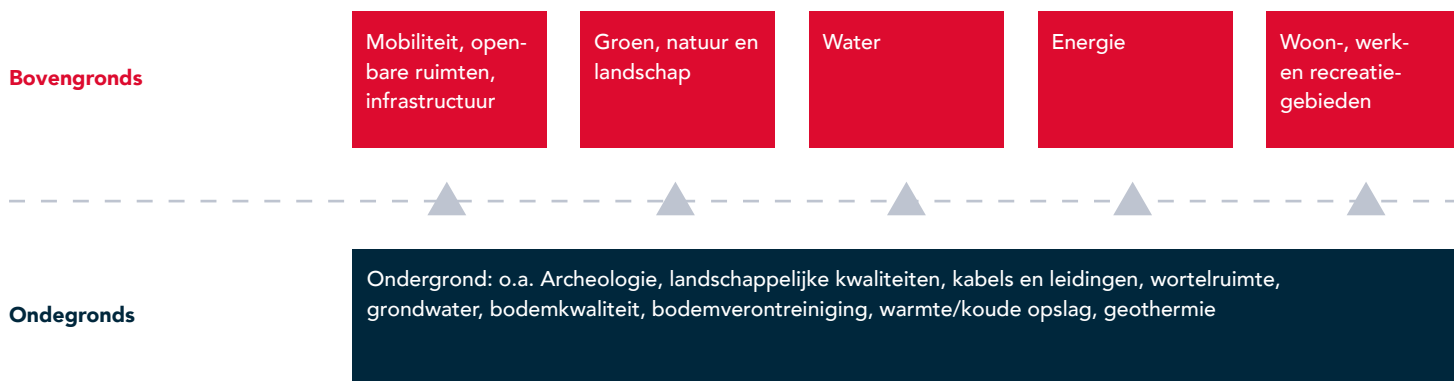 Bovengronds
Mobiliteit, open-
bare ruimten,
infrastructuur
Groen, natuur en
landschap
Water
Energie
Woon-, werk-
en recreatie-
gebieden
Ondegronds
Ondergrond: o.a. Archeologie, landschappelijke kwaliteiten, kabels en leidingen, wortelruimte,
grondwater, bodemkwaliteit, bodemverontreiniging, warmte/koude opslag, geothermie